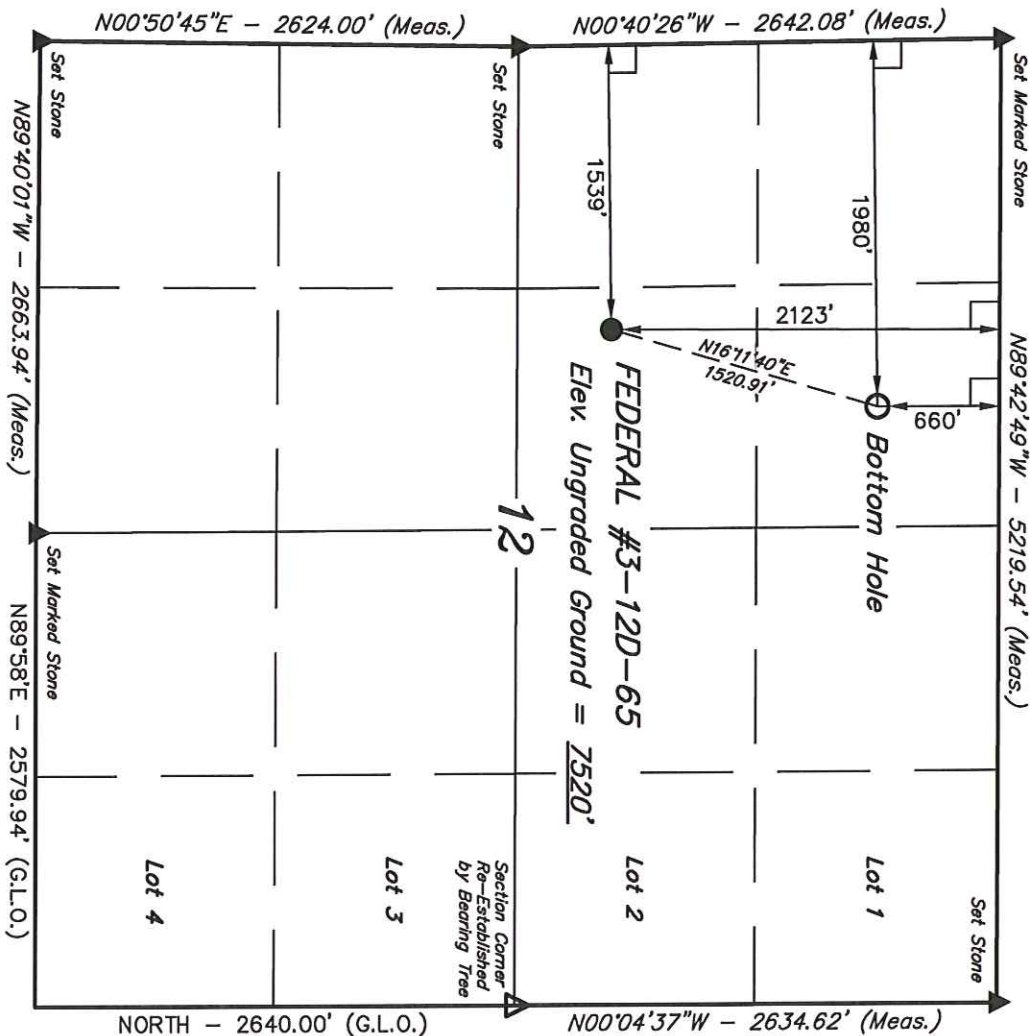 N00°50'45"E - 2624.00' (Meas.)
N00°40'26"W - 2642.08' (Meas.)
Set Stone
Set Stone
Set Marked Stone
N89°40'01"W - 2663.94' (Meas.)
1539'
1980'
2123'
N16°11'40"E
1520.91'
660'
N89°42'49"W - 5219.54' (Meas.)
Bottom Hole
FEDERAL #3-12D-65
Elev. Ungraded Ground = 7520'
12
Set Marked Stone
N89°58'E - 2579.94' (G.L.O.)
Lot 4
Lot 3
Lot 2
Lot 1
Section Corner
Re-Established
by Bearing Tree
Set Stone
NORTH - 2640.00' (G.L.O.)
N00°04'37"W - 2634.62' (Meas.)